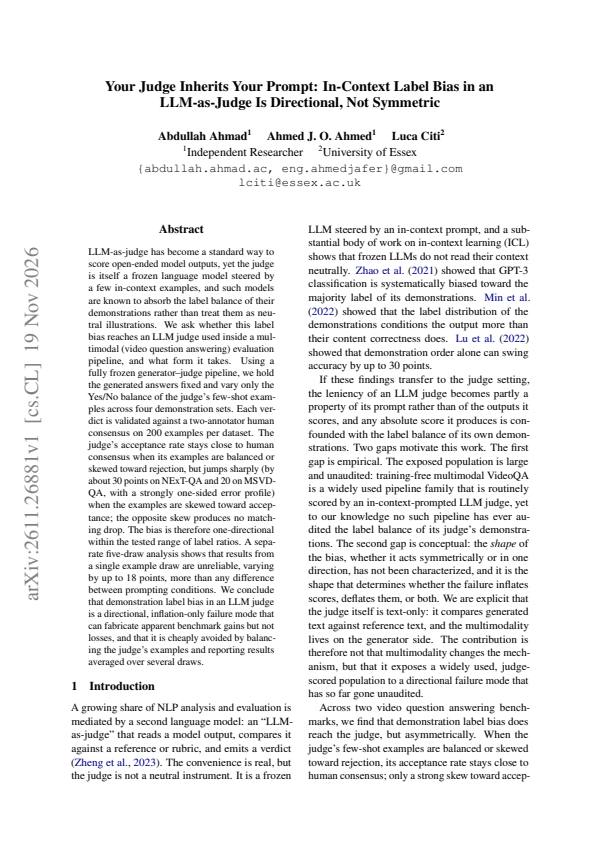 Your Judge Inherits Your Prompt: In-Context Label Bias in an
LLM-as-Judge Is Directional, Not Symmetric
Abdullah Ahmad1 Ahmed J. O. Ahmed1 Luca Citi2
1Independent Researcher 2University of Essex
{abdullah.ahmad.ac, eng.ahmedjafer}@gmail.com
lciti@essex.ac.uk
arXiv:2611.26881v1 [cs.CL] 19 Nov 2026
Abstract
LLM-as-judge has become a standard way to
score open-ended model outputs, yet the judge
is itself a frozen language model steered by
a few in-context examples, and such models
are known to absorb the label balance of their
demonstrations rather than treat them as neu-
tral illustrations. We ask whether this label
bias reaches an LLM judge used inside a mul-
timodal (video question answering) evaluation
pipeline, and what form it takes. Using a
fully frozen generator–judge pipeline, we hold
the generated answers fixed and vary only the
Yes/No balance of the judge's few-shot exam-
ples across four demonstration sets. Each ver-
dict is validated against a two-annotator human
consensus on 200 examples per dataset. The
judge's acceptance rate stays close to human
consensus when its examples are balanced or
skewed toward rejection, but jumps sharply (by
about 30 points on NExT-QA and 20 on MSVD-
QA, with a strongly one-sided error profile)
when the examples are skewed toward accep-
tance; the opposite skew produces no match-
ing drop. The bias is therefore one-directional
within the tested range of label ratios. A sepa-
rate five-draw analysis shows that results from
a single example draw are unreliable, varying
by up to 18 points, more than any difference
between prompting conditions. We conclude
that demonstration label bias in an LLM judge
is a directional, inflation-only failure mode that
can fabricate apparent benchmark gains but not
losses, and that it is cheaply avoided by balanc-
ing the judge's examples and reporting results
averaged over several draws.
1 Introduction
A growing share of NLP analysis and evaluation is
mediated by a second language model: an “LLM-
as-judge” that reads a model output, compares it
against a reference or rubric, and emits a verdict
(Zheng et al., 2023). The convenience is real, but
the judge is not a neutral instrument. It is a frozen
LLM steered by an in-context prompt, and a sub-
stantial body of work on in-context learning (ICL)
shows that frozen LLMs do not read their context
neutrally. Zhao et al. (2021) showed that GPT-3
classification is systematically biased toward the
majority label of its demonstrations. Min et al.
(2022) showed that the label distribution of the
demonstrations conditions the output more than
their content correctness does. Lu et al. (2022)
showed that demonstration order alone can swing
accuracy by up to 30 points.
If these findings transfer to the judge setting,
the leniency of an LLM judge becomes partly a
property of its prompt rather than of the outputs it
scores, and any absolute score it produces is con-
founded with the label balance of its own demon-
strations. Two gaps motivate this work. The first
gap is empirical. The exposed population is large
and unaudited: training-free multimodal VideoQA
is a widely used pipeline family that is routinely
scored by an in-context-prompted LLM judge, yet
to our knowledge no such pipeline has ever au-
dited the label balance of its judge's demonstra-
tions. The second gap is conceptual: the shape of
the bias, whether it acts symmetrically or in one
direction, has not been characterized, and it is the
shape that determines whether the failure inflates
scores, deflates them, or both. We are explicit that
the judge itself is text-only: it compares generated
text against reference text, and the multimodality
lives on the generator side. The contribution is
therefore not that multimodality changes the mech-
anism, but that it exposes a widely used, judge-
scored population to a directional failure mode that
has so far gone unaudited.
Across two video question answering bench-
marks, we find that demonstration label bias does
reach the judge, but asymmetrically. When the
judge's few-shot examples are balanced or skewed
toward rejection, its acceptance rate stays close to
human consensus; only a strong skew toward accep-